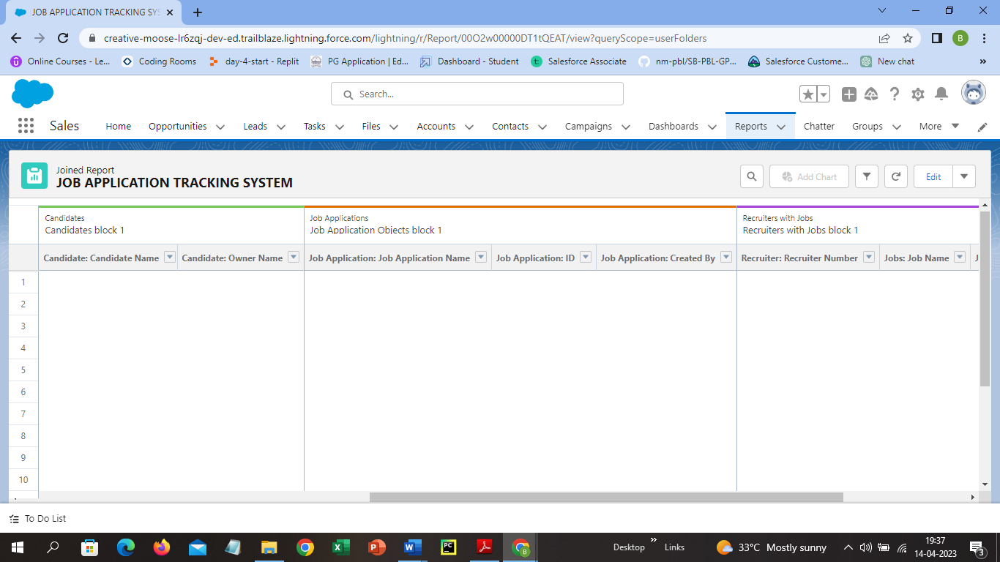 JOB APPLICATION TRACKING SYS
creative-moose-lr6zqj-dev-ed.trailblaze.lightning.force.com/lightning/r/Report/00O2w00000DT1tQEAT/view?queryScope=userFolders
B
Online Courses - Le... Coding Rooms day-4-start - Replit PG Application | Ed... Dashboard - Student Salesforce Associate nm-pbl/SB-PBL-GP... Salesforce Custome... New chat »
Search...
Sales Home Opportunities Leads Tasks Files Accounts Contacts Campaigns Dashboards Reports Chatter Groups More
Joined Report
JOB APPLICATION TRACKING SYSTEM
Add Chart Edit
Candidates Job Applications Recruiters with Jobs
Candidates block 1 Job Application Objects block 1 Recruiters with Jobs block 1
Candidate: Candidate Name Candidate: Owner Name Job Application: Job Application Name Job Application: ID Job Application: Created By Recruiter: Recruiter Number Jobs: Job Name J
1
2
3
4
5
6
7
8
9
10
To Do List
Desktop » Links 33°C Mostly sunny 19:37
14-04-2023 3